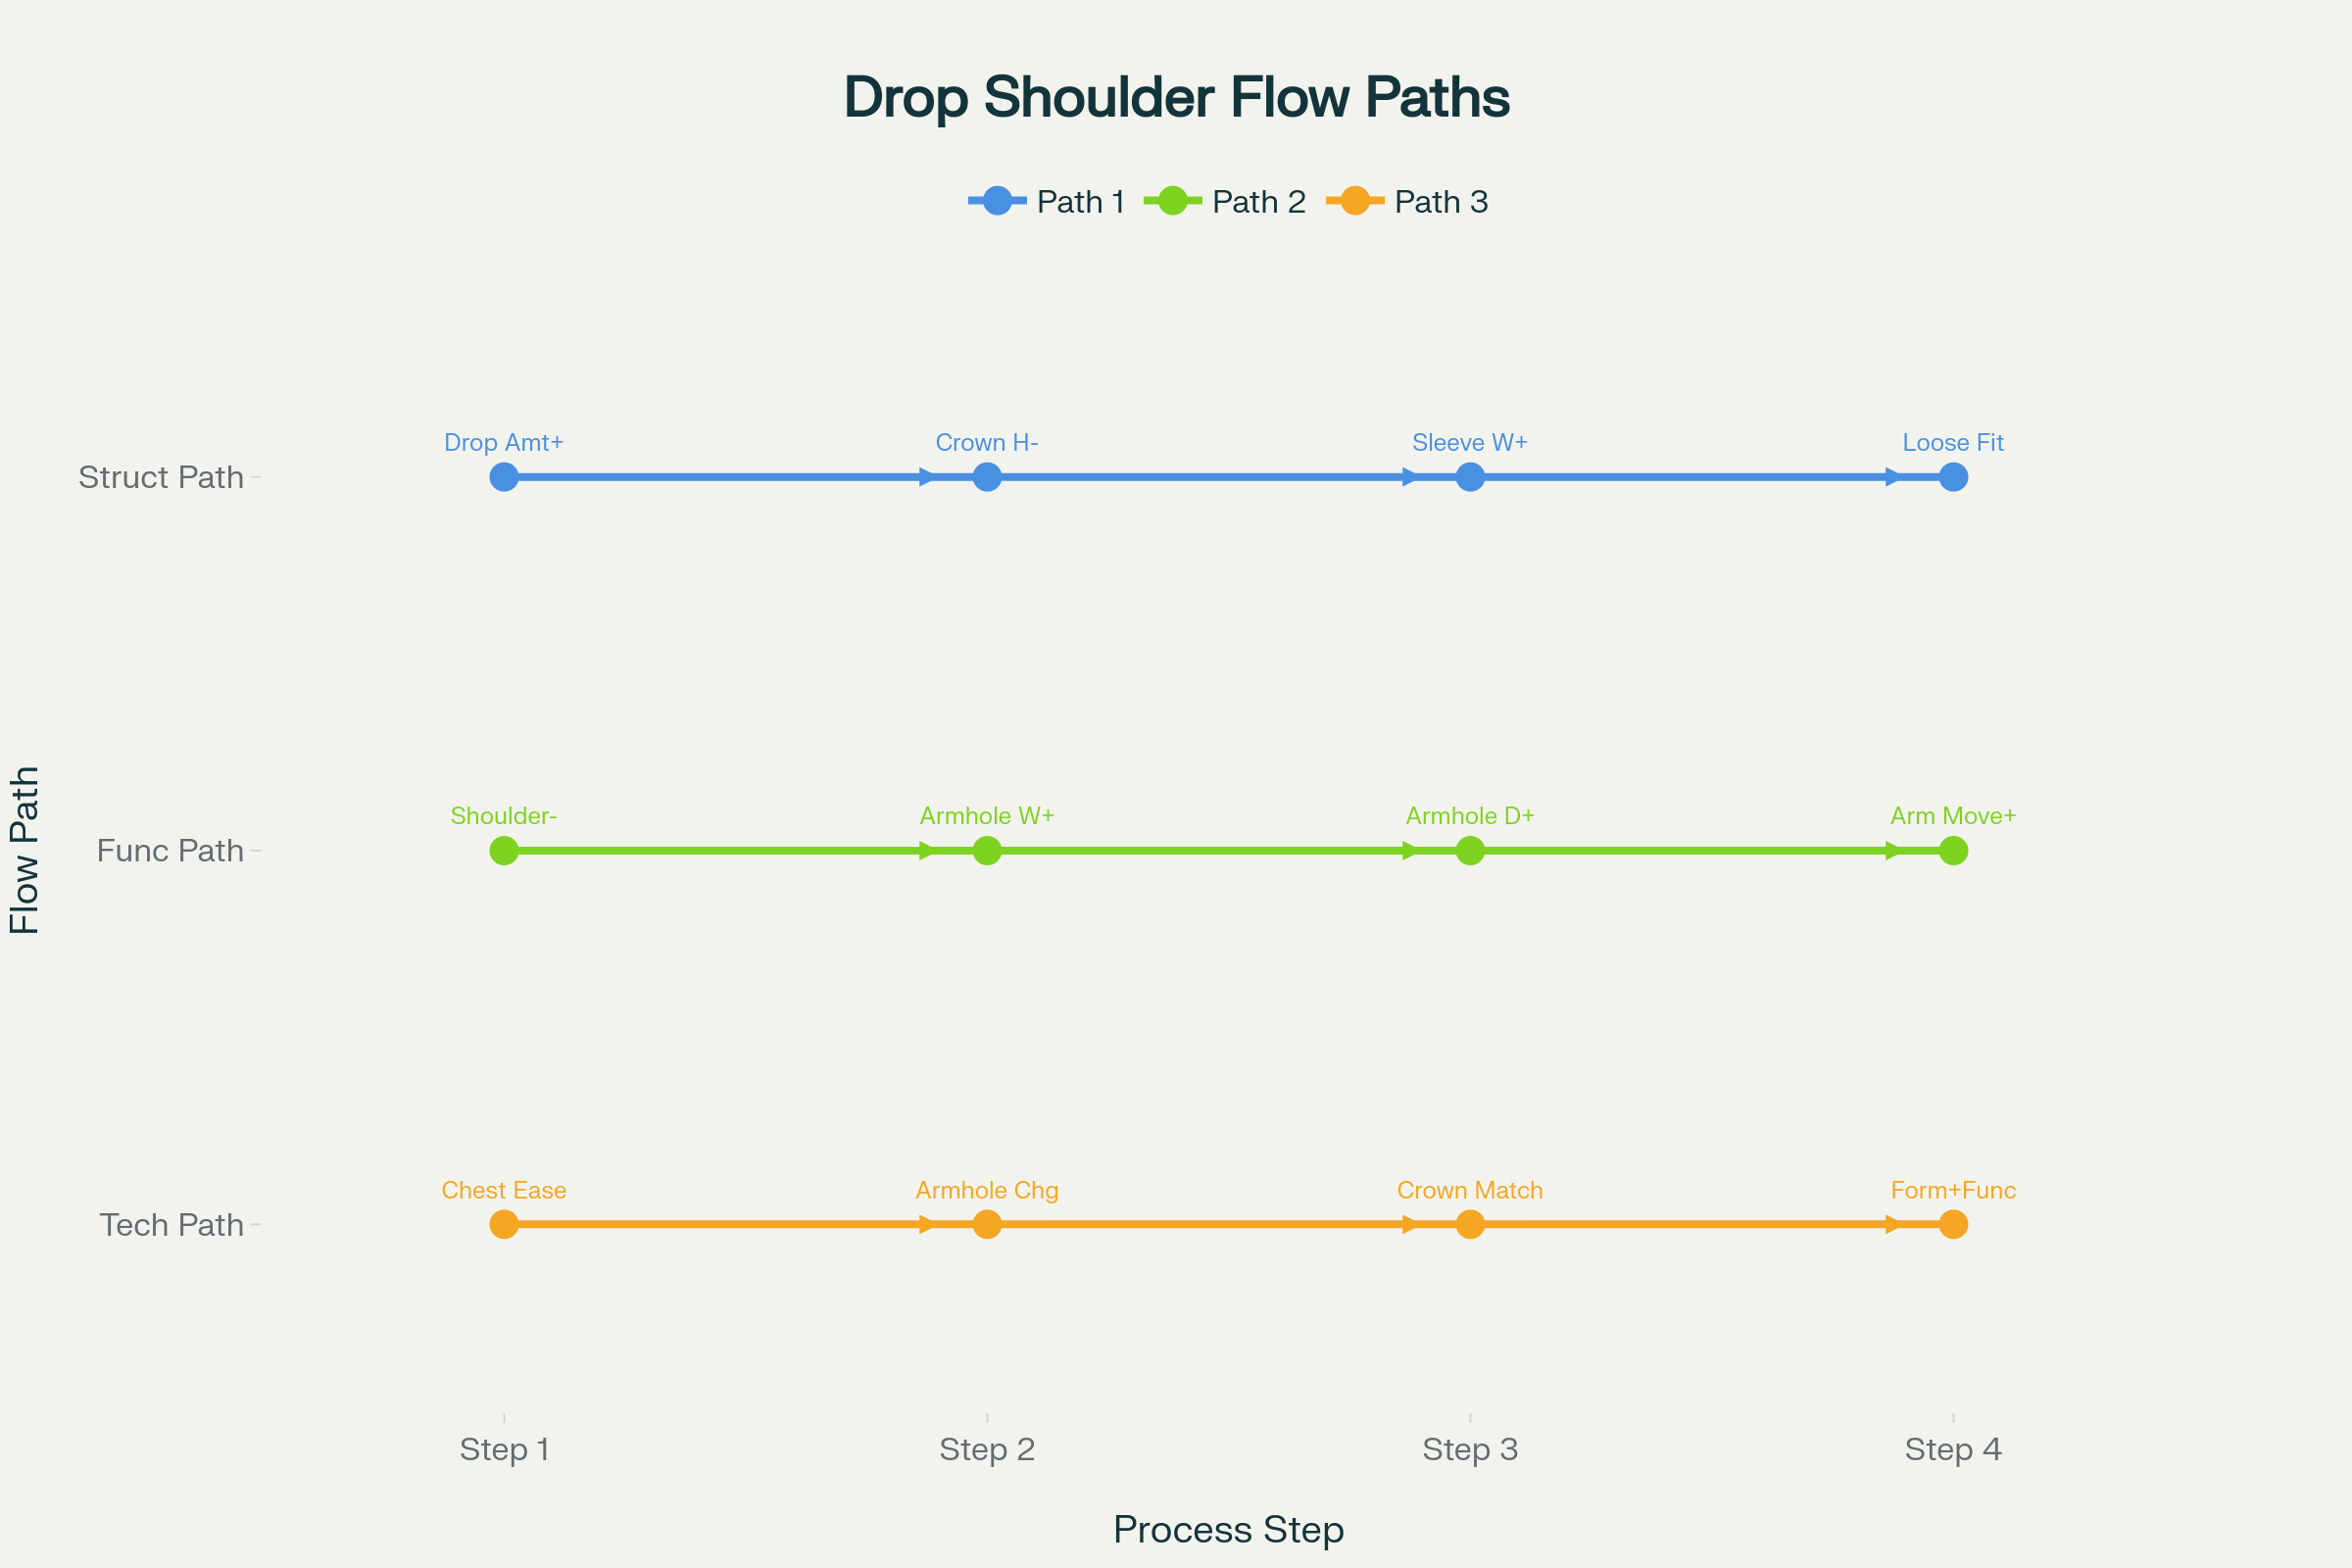 Drop Shoulder Flow Paths
Path 1 Path 2 Path 3
Drop Amt+ Crown H- Sleeve W+ Loose Fit
Struct Path
Shoulder- Armhole W+ Armhole D+ Arm Move+
Func Path
Flow Path
Chest Ease Armhole Chg Crown Match Form+Func
Tech Path
Step 1 Step 2 Step 3 Step 4
Process Step